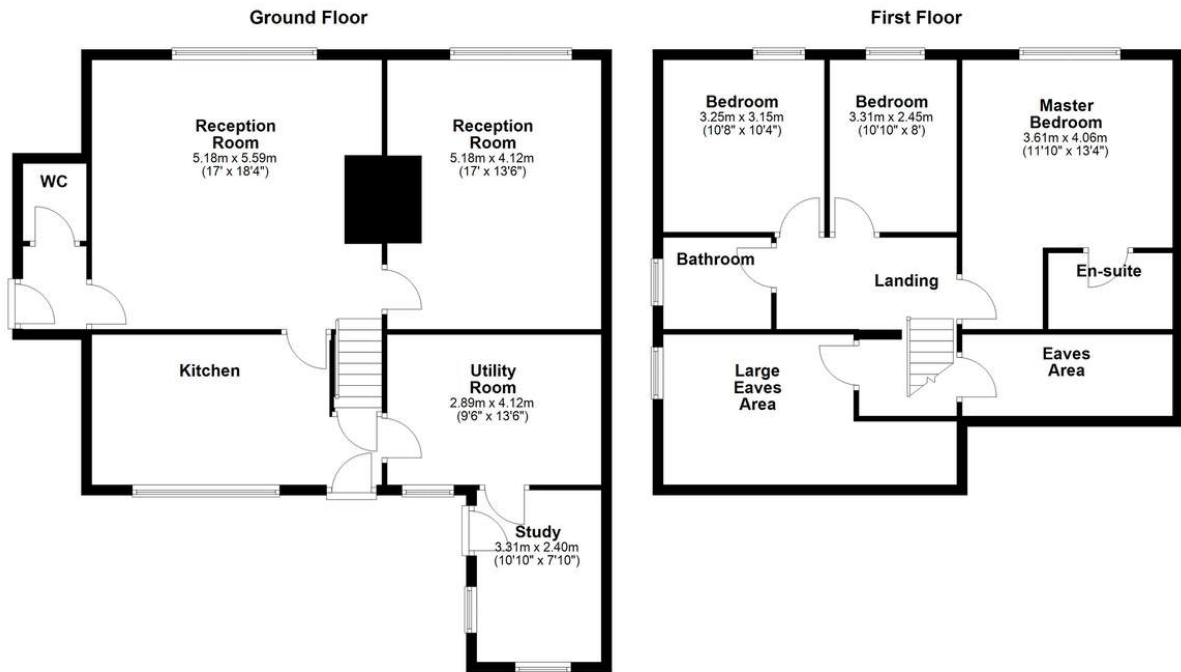 Ground Floor
Reception
Room
5.18m x 5.59m
(17' x 18'4")
Reception
Room
5.18m x 4.12m
(17' x 13'6")
WC
Kitchen
Utility
Room
2.89m x 4.12m
(9'6" x 13'6")
Study
3.31m x 2.40m
(10'10" x 7'10")
First Floor
Bedroom
3.25m x 3.15m
(10'8" x 10'4")
Bedroom
3.31m x 2.45m
(10'10" x 8')
Master
Bedroom
3.61m x 4.06m
(11'10" x 13'4")
Bathroom
Landing
En-suite
Large
Eaves
Area
Eaves
Area